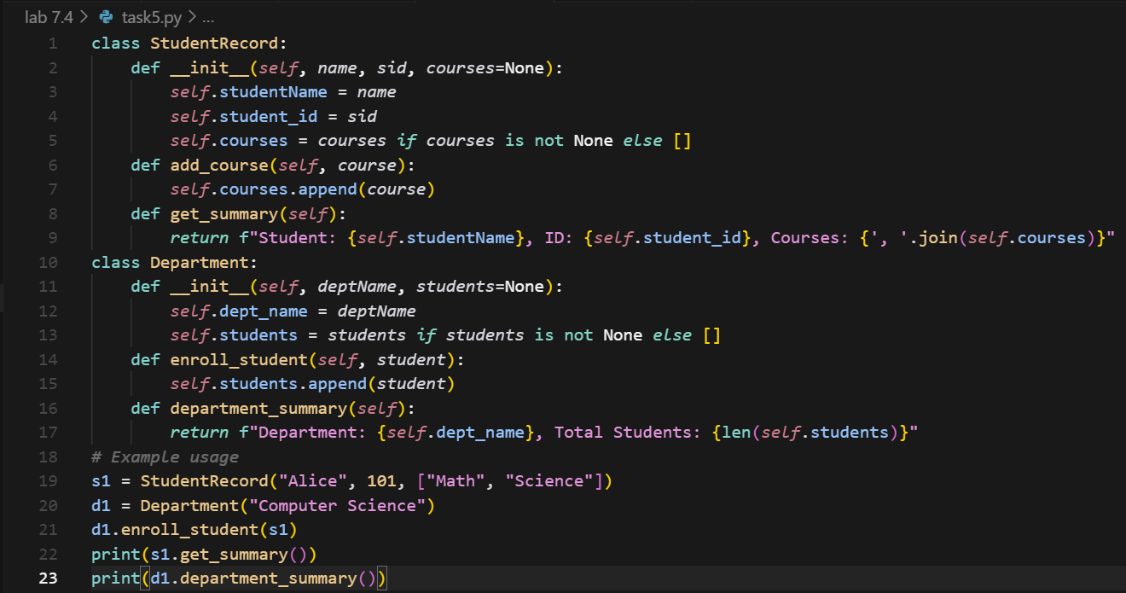 lab 7.4 > task5.py > ...
1 class StudentRecord:
2     def __init__(self, name, sid, courses=None):
3         self.studentName = name
4         self.student_id = sid
5         self.courses = courses if courses is not None else []
6     def add_course(self, course):
7         self.courses.append(course)
8     def get_summary(self):
9         return f"Student: {self.studentName}, ID: {self.student_id}, Courses: {', '.join(self.courses)}"
10 class Department:
11     def __init__(self, deptName, students=None):
12         self.dept_name = deptName
13         self.students = students if students is not None else []
14     def enroll_student(self, student):
15         self.students.append(student)
16     def department_summary(self):
17         return f"Department: {self.dept_name}, Total Students: {len(self.students)}"
18 # Example usage
19 s1 = StudentRecord("Alice", 101, ["Math", "Science"])
20 d1 = Department("Computer Science")
21 d1.enroll_student(s1)
22 print(s1.get_summary())
23 print(d1.department_summary())